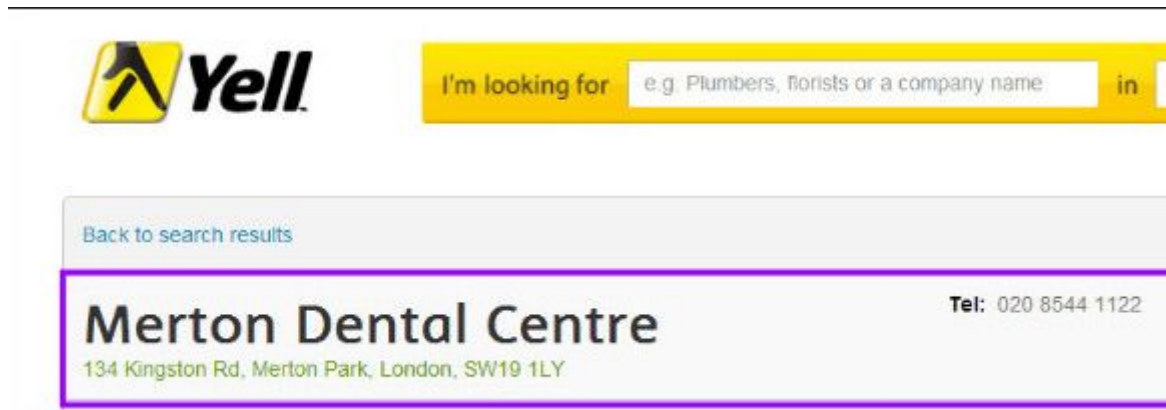 Yell
I'm looking for e.g. Plumbers, florists or a company name in
Back to search results
Merton Dental Centre
Tel: 020 8544 1122
134 Kingston Rd, Merton Park, London, SW19 1LY